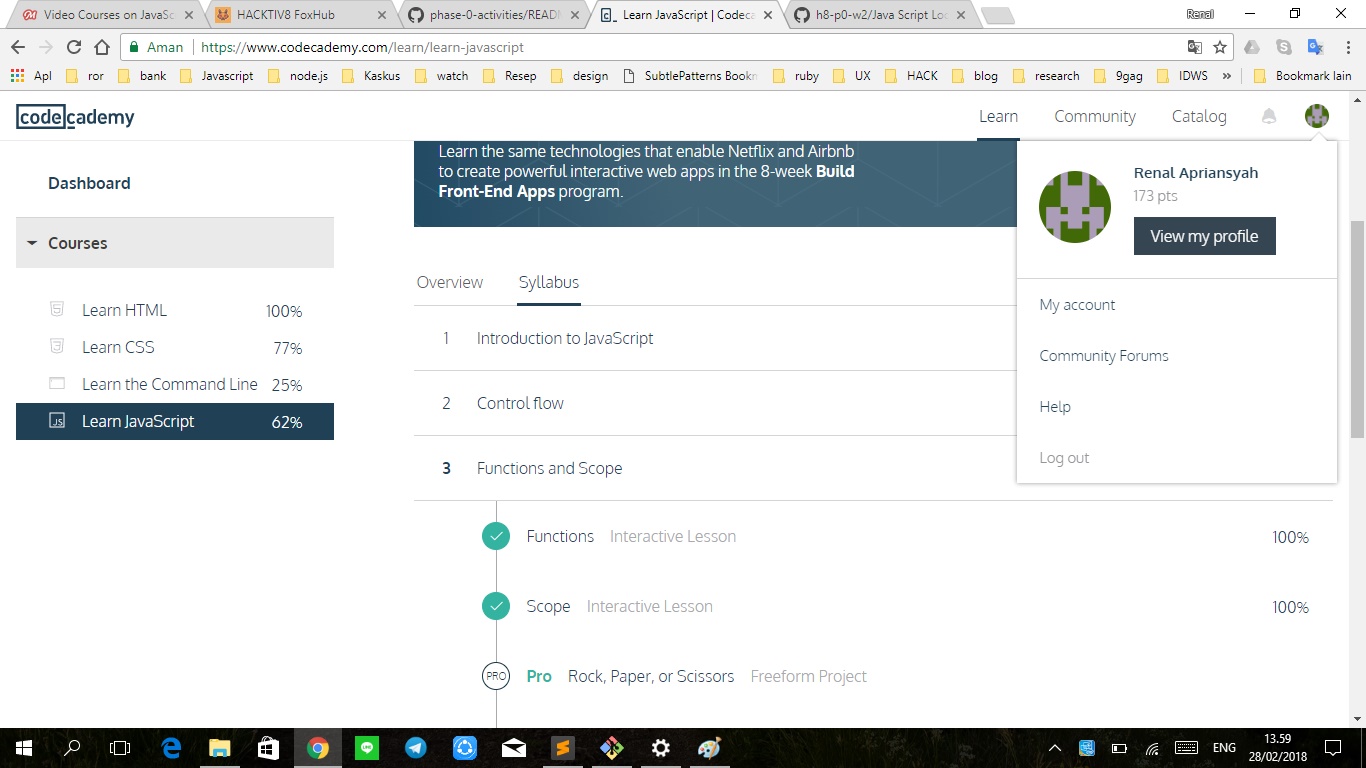 Video Courses on JavaSc
HACKTIV8 FoxHub
phase-0-activities/READM
Learn JavaScript | Codeca
h8-p0-w2/Java Script Loo
Renal
Aman
https://www.codecademy.com/learn/learn-javascript
Apl
ror
bank
Javascript
node.js
Kaskus
watch
Resep
design
SubtlePatterns Bookm
ruby
UX
HACK
blog
research
9gag
IDWS
»
Bookmark lain
codecademy
Learn
Community
Catalog
Dashboard
Courses
Learn HTML 100%
Learn CSS 77%
Learn the Command Line 25%
JS Learn JavaScript 62%
Learn the same technologies that enable Netflix and Airbnb
to create powerful interactive web apps in the 8-week Build
Front-End Apps program.
Overview
Syllabus
1 Introduction to JavaScript
2 Control flow
3 Functions and Scope
Functions Interactive Lesson 100%
Scope Interactive Lesson 100%
PRO Pro Rock, Paper, or Scissors Freeform Project
Renal Apriansyah
173 pts
View my profile
My account
Community Forums
Help
Log out
ENG
13.59
28/02/2018